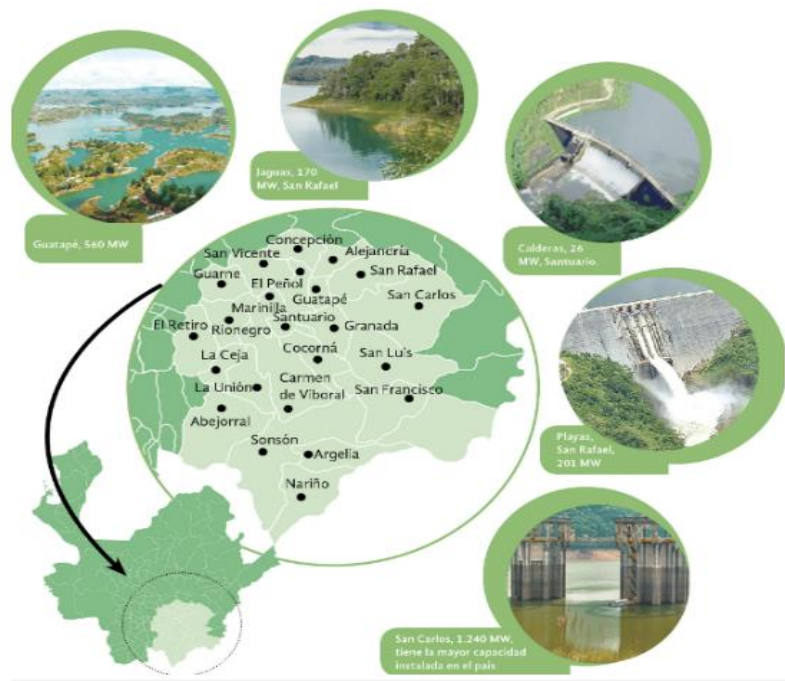 Guatapé, 560 MW
Jaguas, 170
MW, San Rafael
Calderas, 26
MW, Santuario.
Playas,
San Rafael,
201 MW
San Carlos, 1.240 MW,
tiene la mayor capacidad
instalada en el país
Concepción
San Vicente
Alejancría
Guarne
El Peñol
San Rafael
Guatapé
San Carlos
Marinilla
Santuario
El Retiro
Rionegro
Granada
La Ceja
Cocorná
San Luis
La Unión
Carmen
de Viboral
San Francisco
Abejorral
Sonsón
Argelia
Nariño